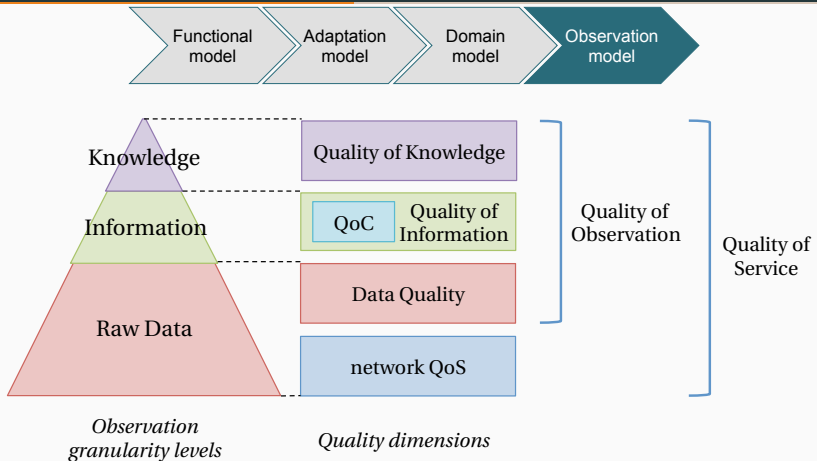 Functional
model
Adaptation
model
Domain
model
Observation
model
Knowledge
Information
Raw Data
Quality of Knowledge
QoC
Quality of
Information
Data Quality
network QoS
Quality of
Observation
Quality of
Service
Observation
granularity levels
Quality dimensions